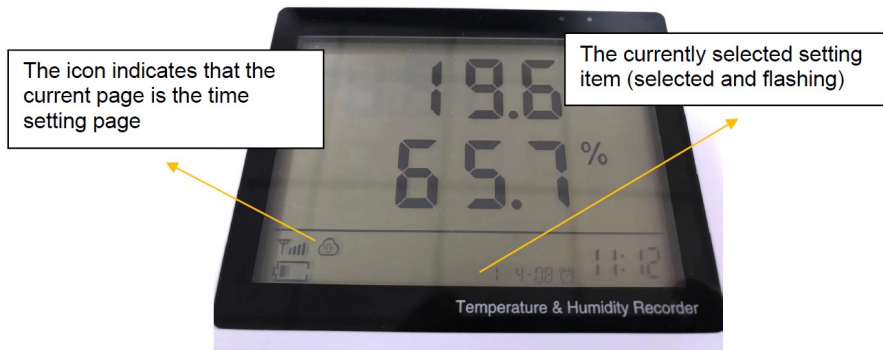 The icon indicates that the
current page is the time
setting page
The currently selected setting
item (selected and flashing)
19.6
65.7 %
1 4-08 11:12
Temperature & Humidity Recorder